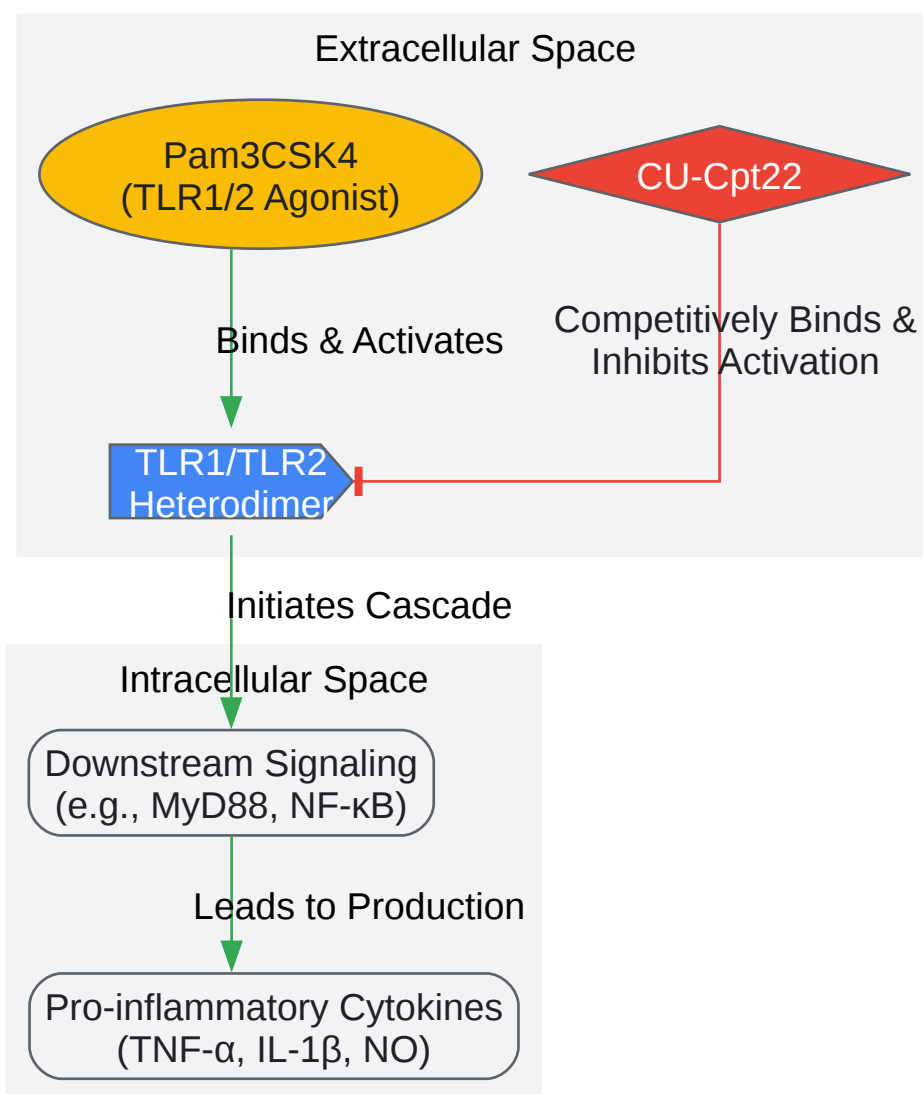 Extracellular Space
Pam3CSK4
(TLR1/2 Agonist)
CU-Cpt22
Binds & Activates
Competitively Binds &
Inhibits Activation
TLR1/TLR2
Heterodimer
Initiates Cascade
Intracellular Space
Downstream Signaling
(e.g., MyD88, NF-κB)
Leads to Production
Pro-inflammatory Cytokines
(TNF-α, IL-1β, NO)